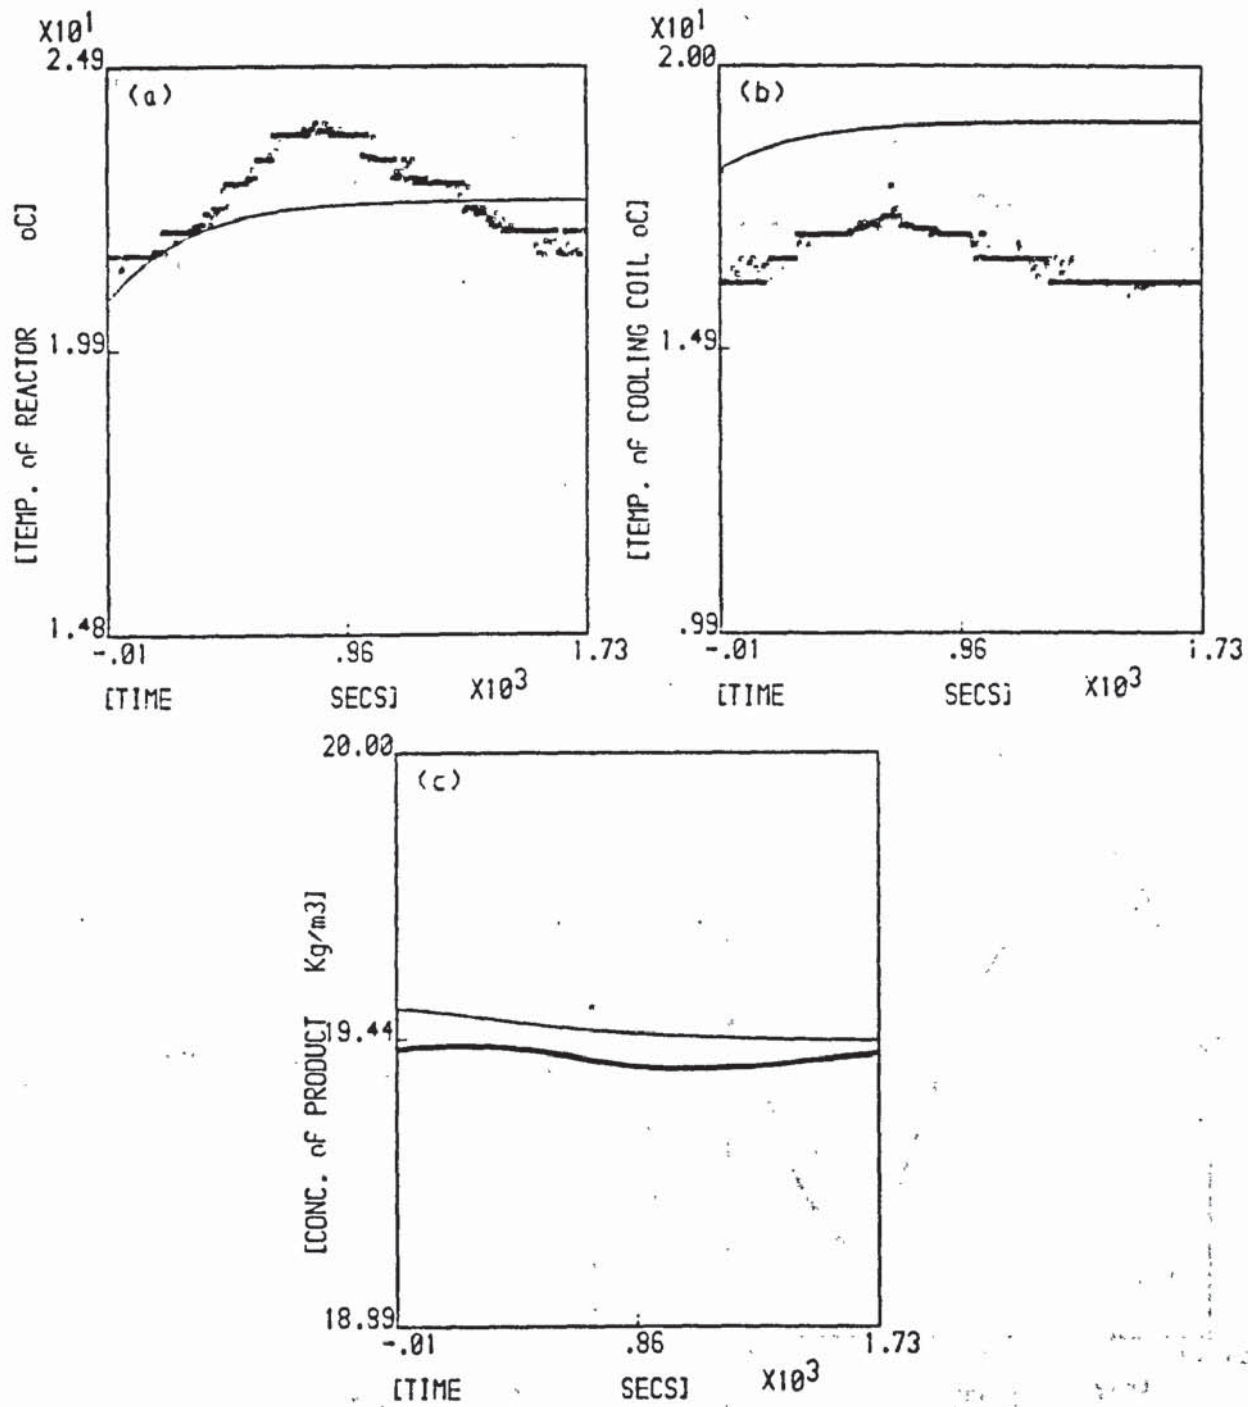 X10¹
2.49
(a)
[TEMP. of REACTOR oC]
1.99
1.48
-.01 .96 1.73
[TIME SECS] X10³
X10¹
2.00
(b)
[TEMP. of COOLING COIL oC]
1.49
.99
-.01 .96 1.73
[TIME SECS] X10³
20.00
(c)
[CONC. of PRODUCT Kg/m3]
19.44
18.99
-.01 .86 1.73
[TIME SECS] X10³